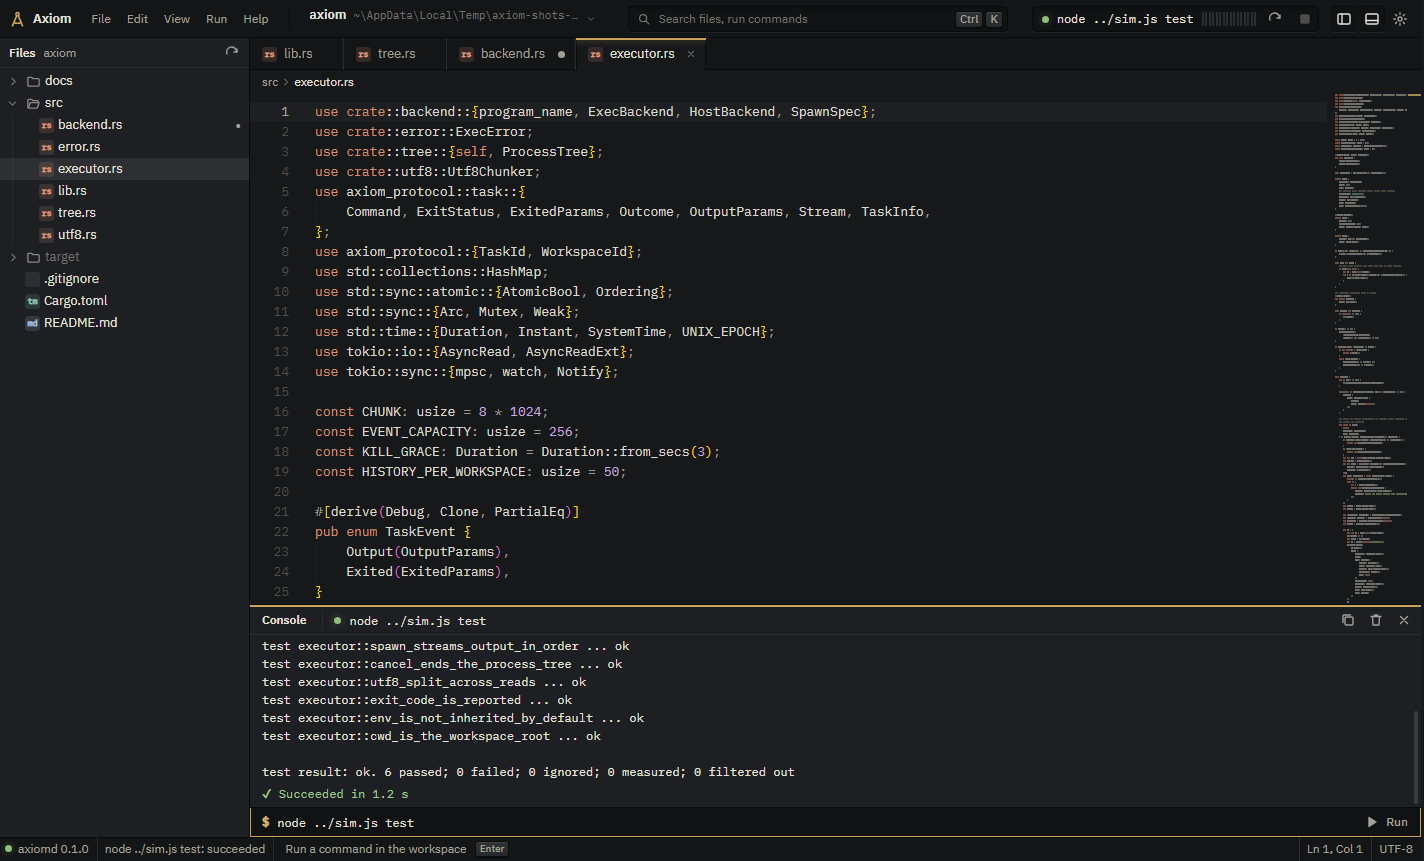 Axiom File Edit View Run Help axiom ~\AppData\Local\Temp\axiom-shots-… Search files, run commands Ctrl K node ../sim.js test
Files axiom
docs
src
rs backend.rs
rs error.rs
rs executor.rs
rs lib.rs
rs tree.rs
rs utf8.rs
target
.gitignore
tm Cargo.toml
md README.md
rs lib.rs rs tree.rs rs backend.rs rs executor.rs
src > executor.rs
1 use crate::backend::{program_name, ExecBackend, HostBackend, SpawnSpec};
2 use crate::error::ExecError;
3 use crate::tree::{self, ProcessTree};
4 use crate::utf8::Utf8Chunker;
5 use axiom_protocol::task::{
6 Command, ExitStatus, ExitedParams, Outcome, OutputParams, Stream, TaskInfo,
7 };
8 use axiom_protocol::{TaskId, WorkspaceId};
9 use std::collections::HashMap;
10 use std::sync::atomic::{AtomicBool, Ordering};
11 use std::sync::{Arc, Mutex, Weak};
12 use std::time::{Duration, Instant, SystemTime, UNIX_EPOCH};
13 use tokio::io::{AsyncRead, AsyncReadExt};
14 use tokio::sync::{mpsc, watch, Notify};
15
16 const CHUNK: usize = 8 * 1024;
17 const EVENT_CAPACITY: usize = 256;
18 const KILL_GRACE: Duration = Duration::from_secs(3);
19 const HISTORY_PER_WORKSPACE: usize = 50;
20
21 #[derive(Debug, Clone, PartialEq)]
22 pub enum TaskEvent {
23 Output(OutputParams),
24 Exited(ExitedParams),
25 }
Console node ../sim.js test
test executor::spawn_streams_output_in_order ... ok
test executor::cancel_ends_the_process_tree ... ok
test executor::utf8_split_across_reads ... ok
test executor::exit_code_is_reported ... ok
test executor::env_is_not_inherited_by_default ... ok
test executor::cwd_is_the_workspace_root ... ok
test result: ok. 6 passed; 0 failed; 0 ignored; 0 measured; 0 filtered out
✓ Succeeded in 1.2 s
$ node ../sim.js test Run
axiomd 0.1.0 node ../sim.js test: succeeded Run a command in the workspace Enter Ln 1, Col 1 UTF-8